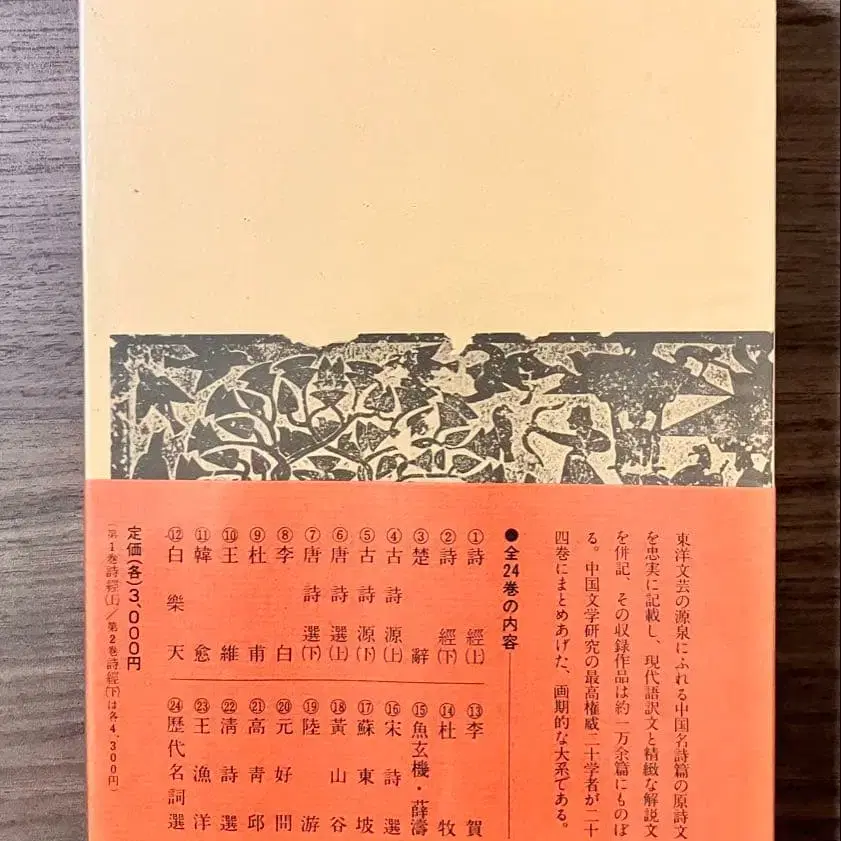 東洋文芸の源泉にふれる中国名詩篇の原詩文
を忠実に記載し、現代語訳文と精緻な解説文
を併記、その収録作品は約一万余篇にものぼ
る。中国文学研究の最高権威二十学者が二十
四巻にまとめあげた、画期的な大系である。
●全24巻の内容
①詩經(上)
②詩經(下)
③楚辭
④古詩源(上)
⑤古詩源(下)
⑥唐詩選(上)
⑦唐詩選(下)
⑧李白
⑨杜甫
⑩王維
⑪韓愈
⑫白樂天
⑬李賀
⑭杜牧
⑮魚玄機・薛濤
⑯宋詩選
⑰蘇東坡
⑱黃山谷
⑲陸游
⑳元好問
㉑高青邱
㉒淸詩選
㉓王漁洋
㉔歷代名詞選
定価(各)3,000円
(第1巻詩經(上)/第2巻詩經(下)は各4,300円)